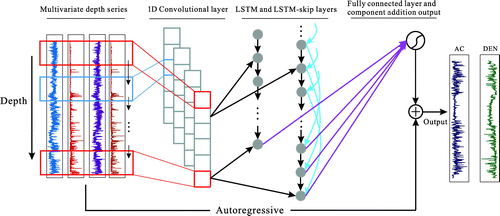 Multivariate depth series
1D Convolutional layer
LSTM and LSTM-skip layers
Fully connected layer and
component addition output
AC
DEN
Depth
Output
Autoregressive